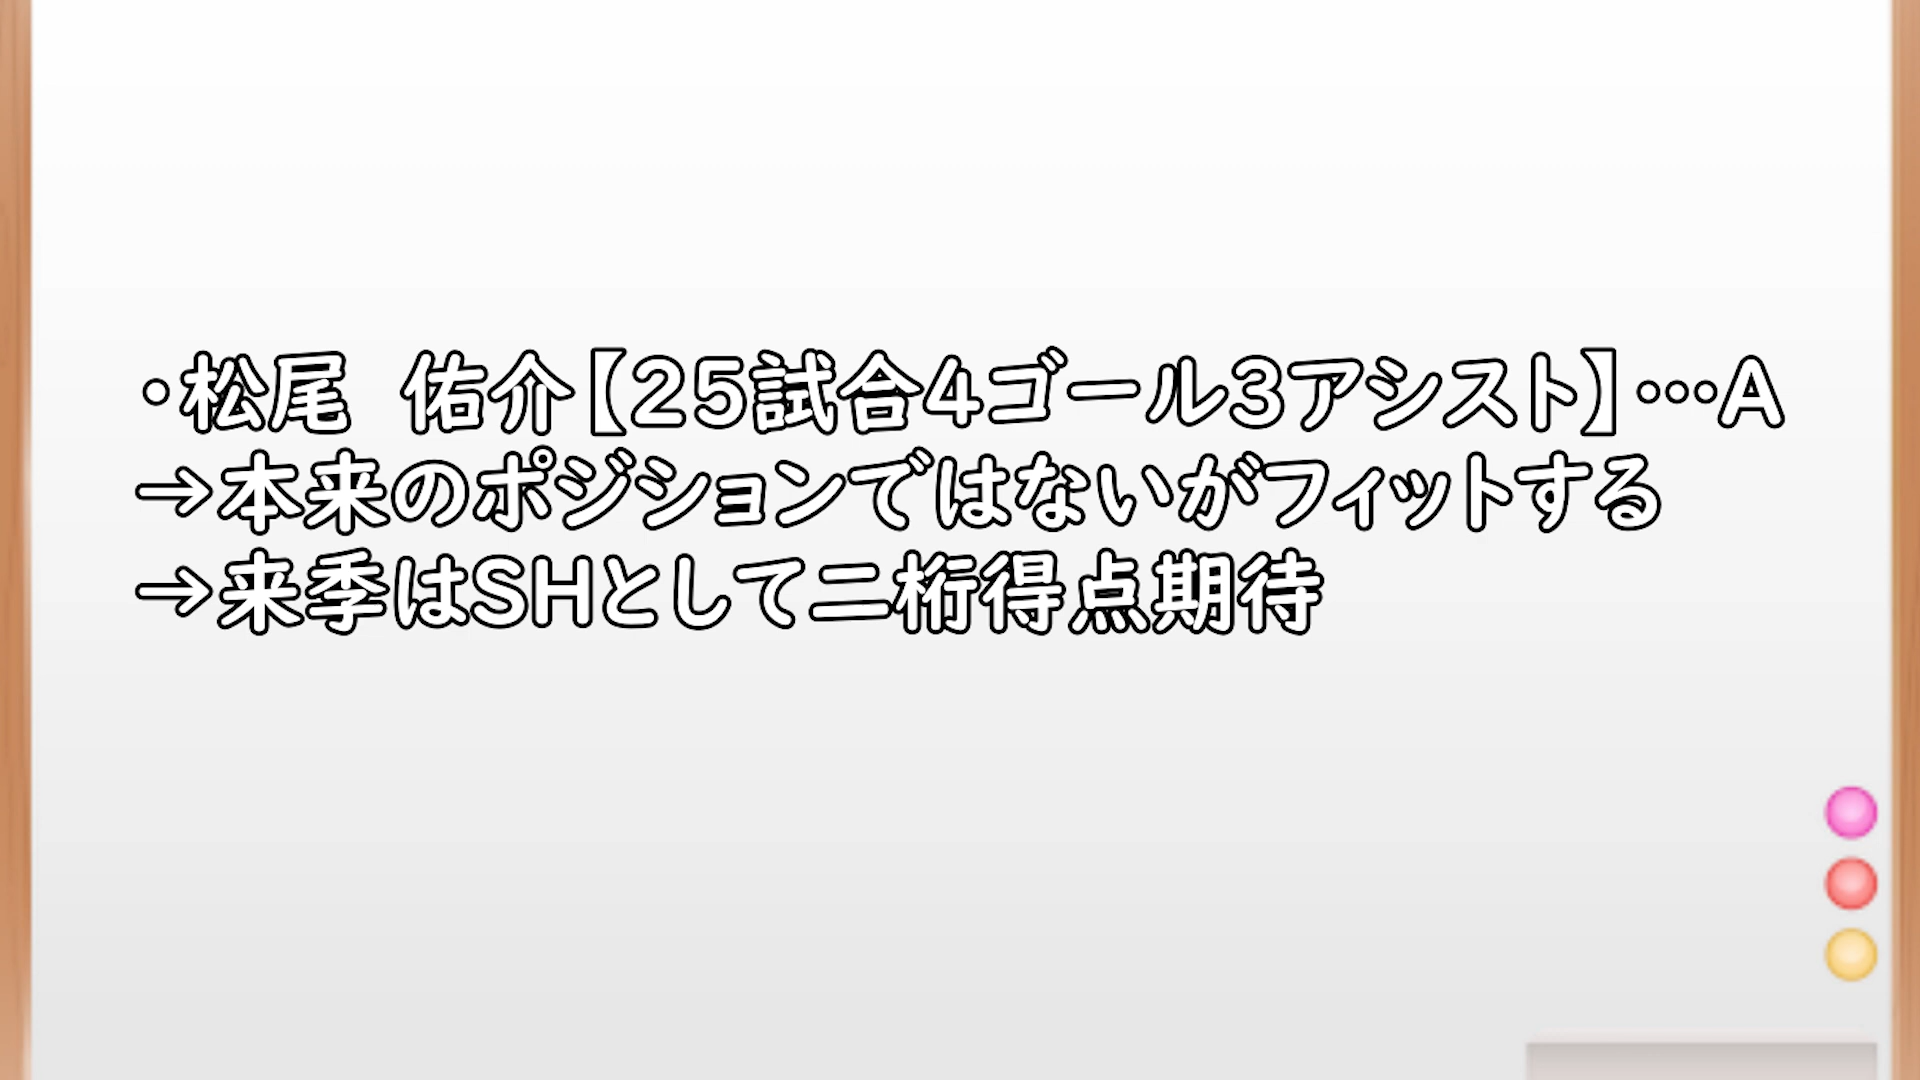 ・松尾　佑介【25試合4ゴール3アシスト】…A
→本来のポジションではないがフィットする
→来季はSHとして二桁得点期待